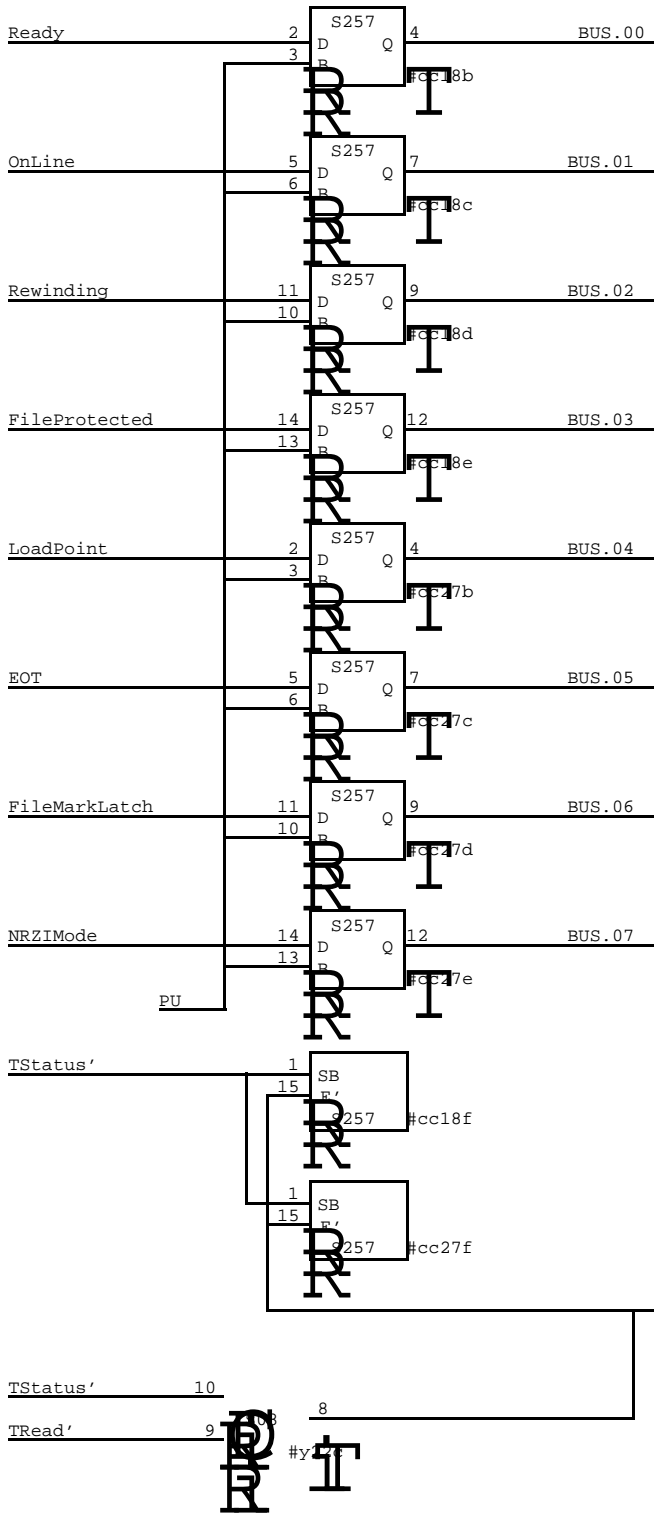 Ready 2 S257 4 BUS.00
D Q
3 B
R T #cc18b
R
OnLine 5 S257 7 BUS.01
D Q
6 B
R T #cc18c
R
Rewinding 11 S257 9 BUS.02
D Q
10 B
R T #cc18d
R
FileProtected 14 S257 12 BUS.03
D Q
13 B
R T #cc18e
R
LoadPoint 2 S257 4 BUS.04
D Q
3 B
R T #cc27b
R
EOT 5 S257 7 BUS.05
D Q
6 B
R T #cc27c
R
FileMarkLatch 11 S257 9 BUS.06
D Q
10 B
R T #cc27d
R
NRZIMode 14 S257 12 BUS.07
D Q
13 B
R T #cc27e
R
PU
TStatus' 1 SB
15 E'
R S257 #cc18f
R
1 SB
15 E'
R S257 #cc27f
R
TStatus' 10
8
TRead' 9
R T